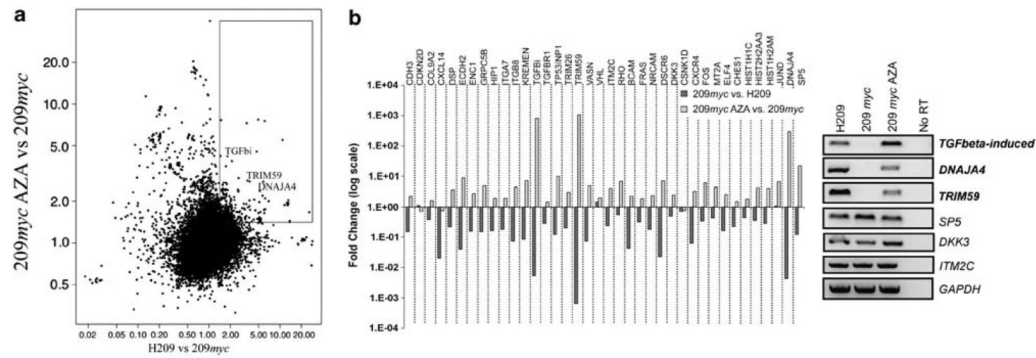 a
209myc AZA vs 209myc
20.0
10.0
5.0
2.0
1.0
0.5
TGFbi
TRIM59
DNAJA4
0.02
0.05
0.10
0.20
0.50
1.00
2.00
5.00
10.00
20.00
H209 vs 209myc
b
CDH3
CDKN2D
COL9A2
CXCL14
DSP
ECDH2
ENC1
GRPC5B
HIP1
ITGA7
ITGB8
KREMEN
TGFBi
TGFBR1
TP53INP1
TRIM26
TRIM59
VASN
VHL
ITM2C
RHO
BCAM
FRAS
NRCAM
DSCR6
DKK3
CSNK1D
CXCR4
FOS
MT2A
ELF4
CHES1
HIST1H1C
HIST2H2AA3
HIST1H2AM
JUND
DNAJA4
SP5
209myc vs H209
209myc AZA vs. 209myc
Fold Change (log scale)
1.E+04
1.E+03
1.E+02
1.E+01
1.E+00
1.E-01
1.E-02
1.E-03
1.E-04
H209
209 myc
209 myc AZA
No RT
TGFbeta-induced
DNAJA4
TRIM59
SP5
DKK3
ITM2C
GAPDH